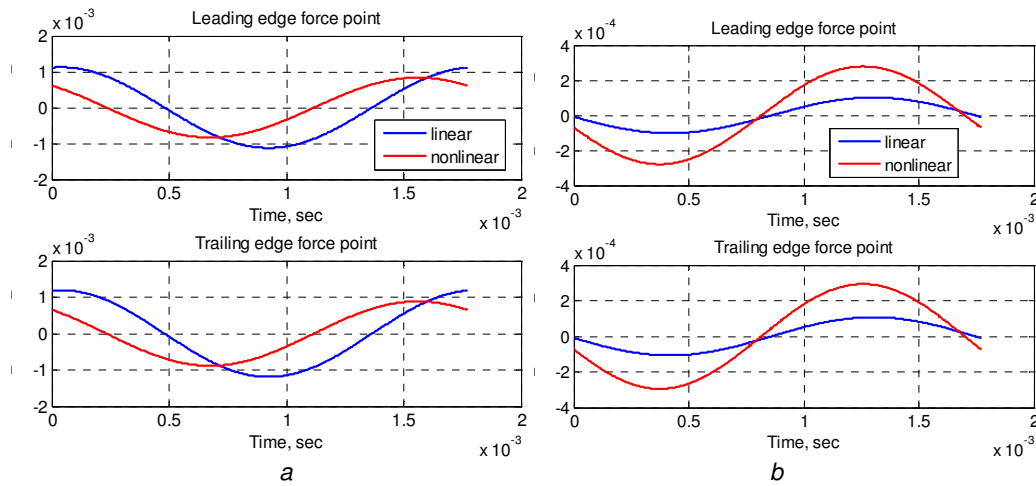 x 10⁻³
Leading edge force point
2
1
0
-1
-2
linear
nonlinear
0
0.5
1
1.5
2
Time, sec
x 10⁻³
x 10⁻³
Trailing edge force point
2
1
0
-1
-2
0
0.5
1
1.5
2
Time, sec
x 10⁻³
a
x 10⁻⁴
Leading edge force point
4
2
0
-2
-4
linear
nonlinear
0
0.5
1
1.5
2
Time, sec
x 10⁻³
x 10⁻⁴
Trailing edge force point
4
2
0
-2
-4
0
0.5
1
1.5
2
Time, sec
x 10⁻³
b